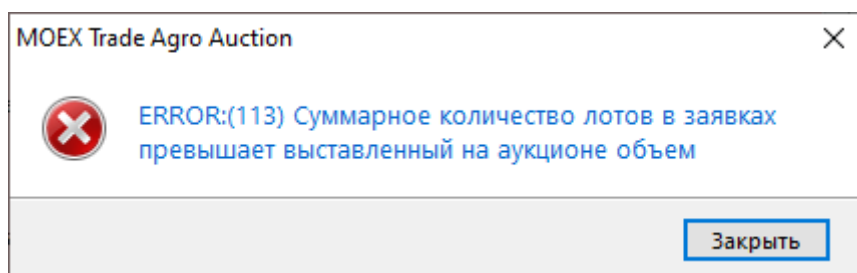 MOEX Trade Agro Auction
ERROR:(113) Суммарное количество лотов в заявках
превышает выставленный на аукционе объем
Закрыть